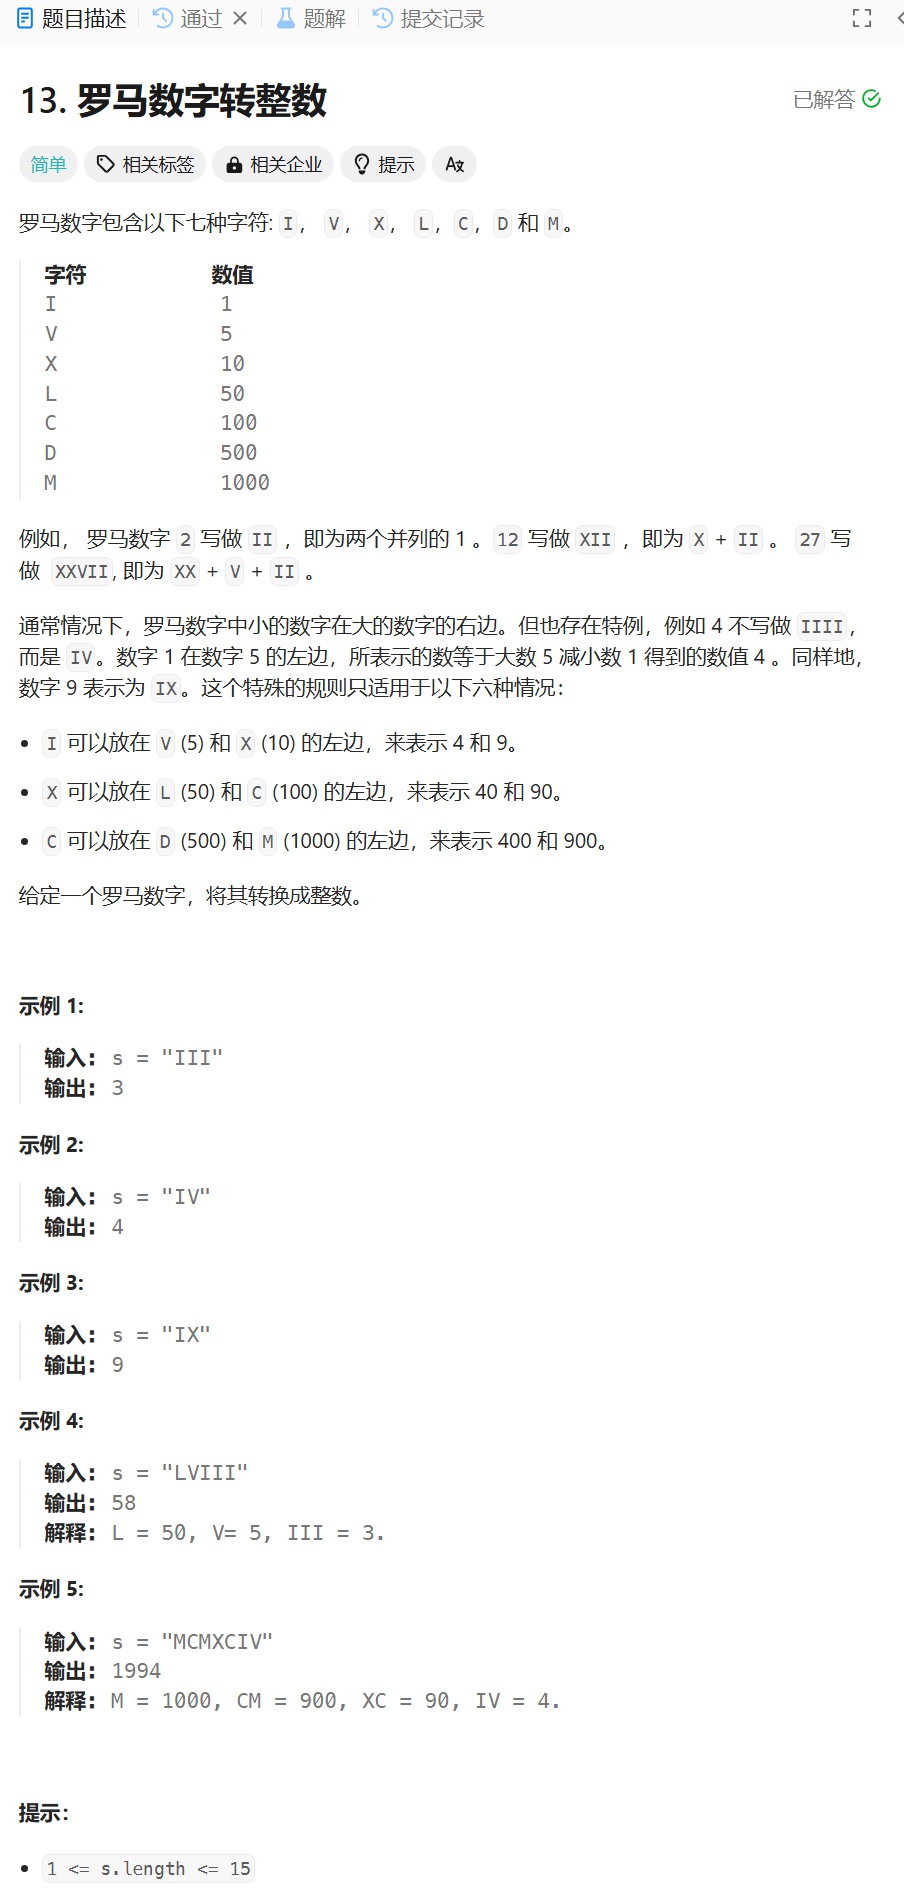 题目描述 通过 题解 提交记录
13. 罗马数字转整数
已解答
简单 相关标签 相关企业 提示
罗马数字包含以下七种字符: I， V， X， L，C，D 和 M。
字符 数值
I 1
V 5
X 10
L 50
C 100
D 500
M 1000
例如， 罗马数字 2 写做 II ，即为两个并列的 1 。12 写做 XII ，即为 X + II 。 27 写
做 XXVII, 即为 XX + V + II 。
通常情况下，罗马数字中小的数字在大的数字的右边。但也存在特例，例如 4 不写做 IIII，
而是 IV。数字 1 在数字 5 的左边，所表示的数等于大数 5 减小数 1 得到的数值 4 。同样地，
数字 9 表示为 IX。这个特殊的规则只适用于以下六种情况：
• I 可以放在 V (5) 和 X (10) 的左边，来表示 4 和 9。
• X 可以放在 L (50) 和 C (100) 的左边，来表示 40 和 90。
• C 可以放在 D (500) 和 M (1000) 的左边，来表示 400 和 900。
给定一个罗马数字，将其转换成整数。
示例 1:
输入: s = "III"
输出: 3
示例 2:
输入: s = "IV"
输出: 4
示例 3:
输入: s = "IX"
输出: 9
示例 4:
输入: s = "LVIII"
输出: 58
解释: L = 50, V= 5, III = 3.
示例 5:
输入: s = "MCMXCIV"
输出: 1994
解释: M = 1000, CM = 900, XC = 90, IV = 4.
提示：
• 1 <= s.length <= 15